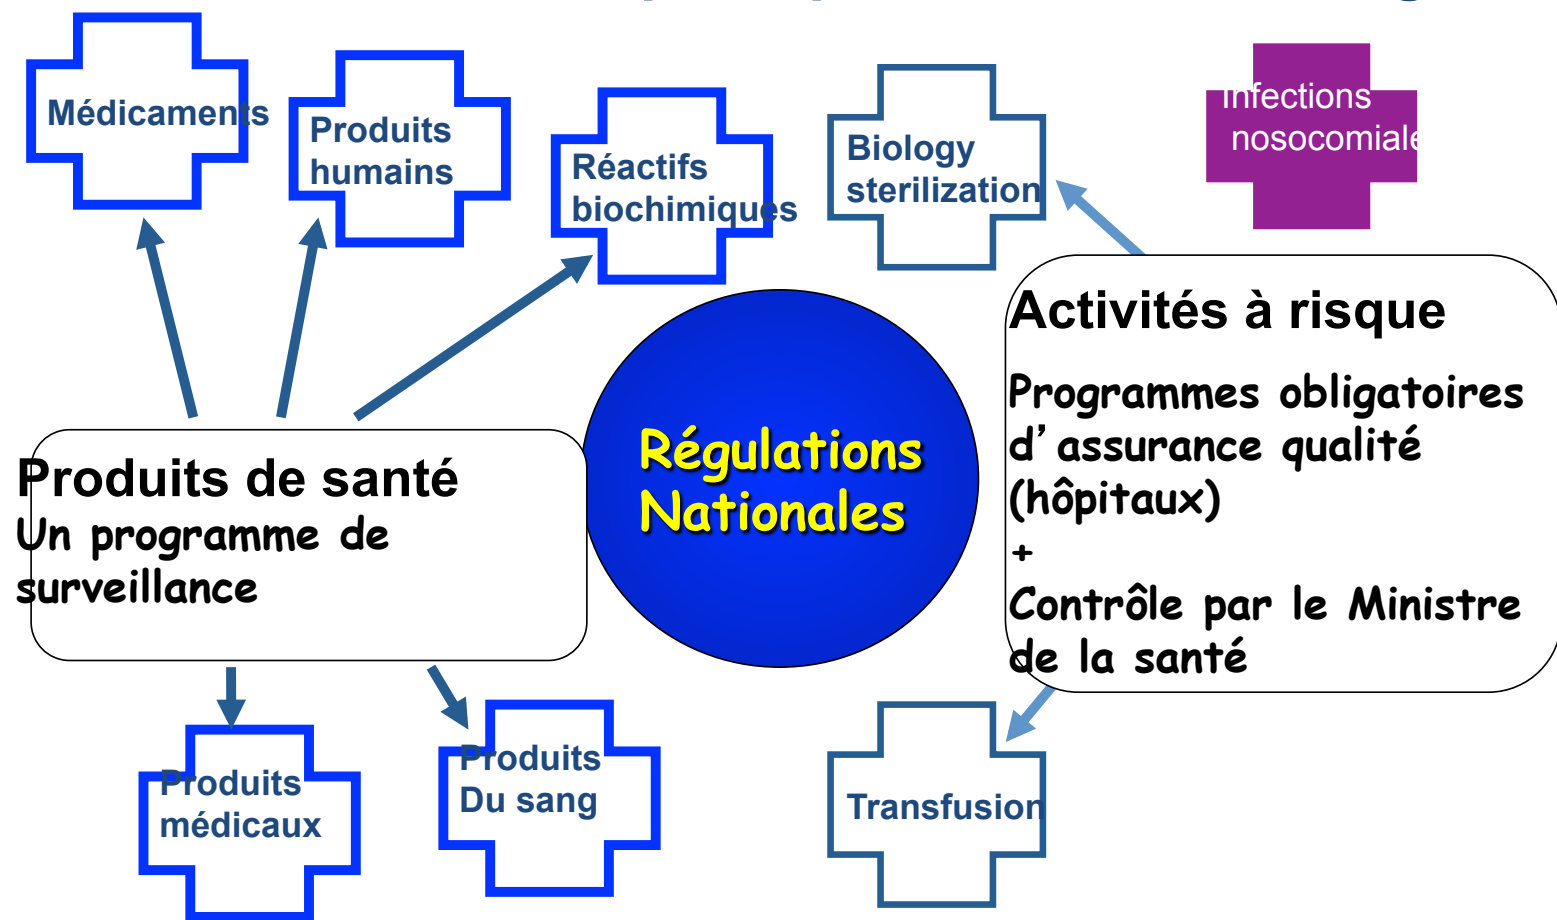 Médicaments
Produits
humains
Réactifs
biochimiques
Biology
sterilization
Infections
nosocomiale
Activités à risque
Programmes obligatoires
d’assurance qualité
(hôpitaux)
+
Contrôle par le Ministre
de la santé
Régulations
Nationales
Produits de santé
Un programme de
surveillance
Produits
médicaux
Produits
Du sang
Transfusion